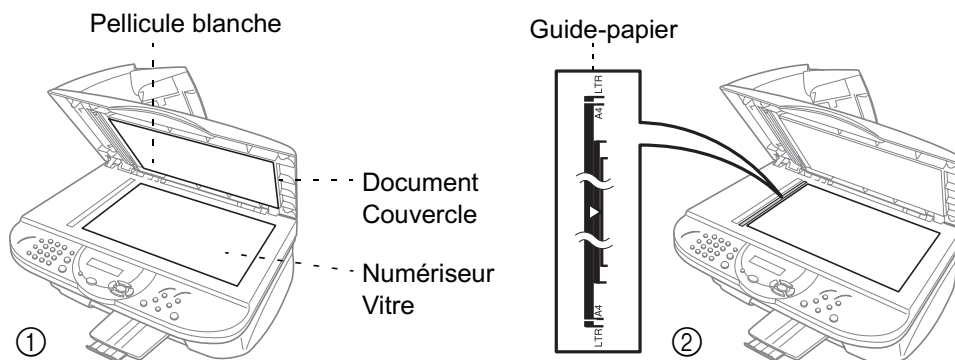 Pellicule blanche
Document
Couvercle
Numériseur
Vitre
①
Guide-papier
LTR
A4
A4
LTR
②